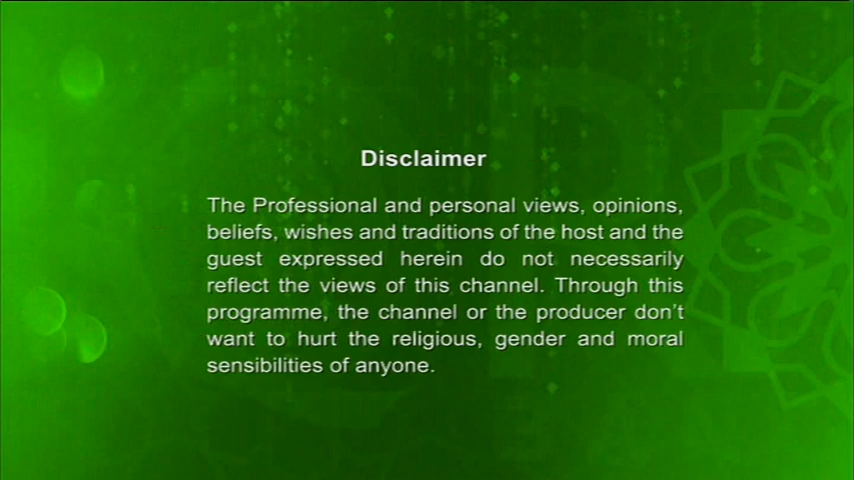 Disclaimer
The Professional and personal views, opinions,
beliefs, wishes and traditions of the host and the
guest expressed herein do not necessarily
reflect the views of this channel. Through this
programme, the channel or the producer don't
want to hurt the religious, gender and moral
sensibilities of anyone.